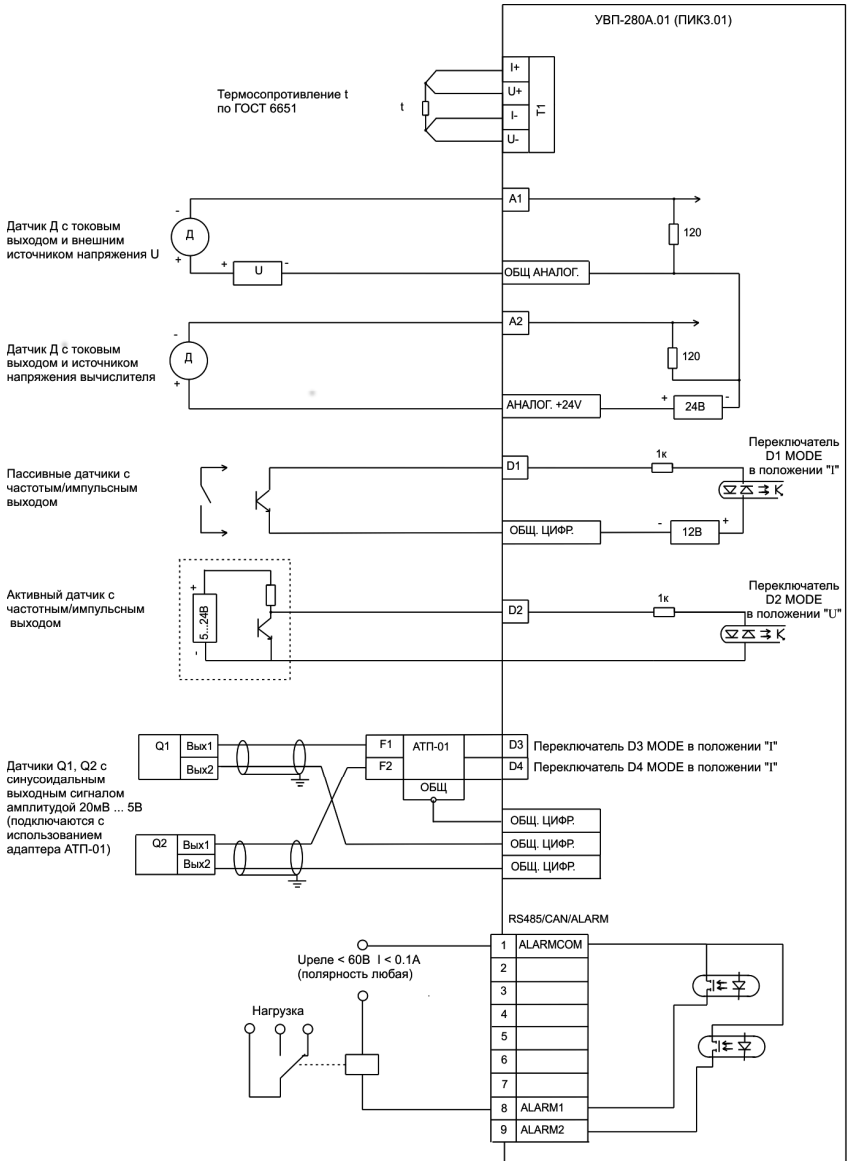 УВП-280А.01 (ПИК3.01)
Термосопротивление t
по ГОСТ 6651
t
I+
U+
I-
U-
T1
A1
Датчик Д с токовым
выходом и внешним
источником напряжения U
-
Д
+
+
U
-
120
ОБЩ АНАЛОГ.
A2
Датчик Д с токовым
выходом и источником
напряжения вычислителя
-
Д
+
120
АНАЛОГ. +24V
+
24В
-
Пассивные датчики с
частотым/импульсным
выходом
D1
1к
Переключатель
D1 MODE
в положении "I"
ОБЩ. ЦИФР.
-
12В
+
Активный датчик с
частотным/импульсным
выходом
+
5...24В
-
D2
1к
Переключатель
D2 MODE
в положении "U"
Датчики Q1, Q2 с
синусоидальным
выходным сигналом
амплитудой 20мВ ... 5В
(подключаются с
использованием
адаптера АТП-01)
Q1
Вых1
Вых2
F1
F2
АТП-01
ОБЩ
D3
Переключатель D3 MODE в положении "I"
D4
Переключатель D4 MODE в положении "I"
Q2
Вых1
Вых2
ОБЩ. ЦИФР.
ОБЩ. ЦИФР.
ОБЩ. ЦИФР.
RS485/CAN/ALARM
Uреле < 60В I < 0.1А
(полярность любая)
Нагрузка
1 ALARMCOM
2
3
4
5
6
7
8 ALARM1
9 ALARM2